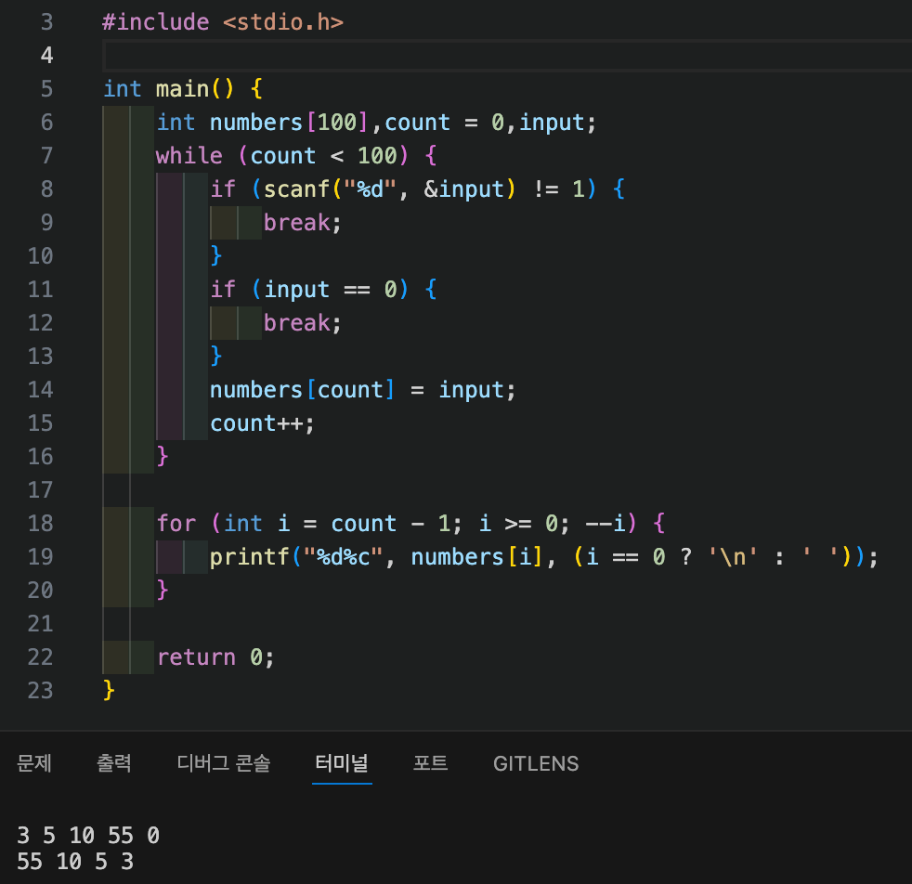 3 #include <stdio.h>
4
5 int main() {
6 int numbers[100],count = 0,input;
7 while (count < 100) {
8 if (scanf("%d", &input) != 1) {
9 break;
10 }
11 if (input == 0) {
12 break;
13 }
14 numbers[count] = input;
15 count++;
16 }
17
18 for (int i = count - 1; i >= 0; --i) {
19 printf("%d%c", numbers[i], (i == 0 ? '\n' : ' '));
20 }
21
22 return 0;
23 }
문제 출력 디버그 콘솔 터미널 포트 GITLENS
3 5 10 55 0
55 10 5 3